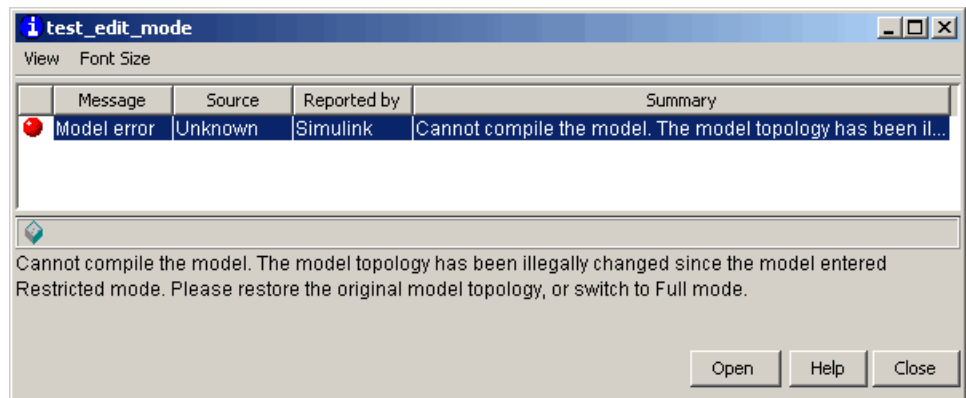 test_edit_mode
View Font Size
Message Source Reported by Summary
Model error Unknown Simulink Cannot compile the model. The model topology has been il...
Cannot compile the model. The model topology has been illegally changed since the model entered
Restricted mode. Please restore the original model topology, or switch to Full mode.
Open Help Close